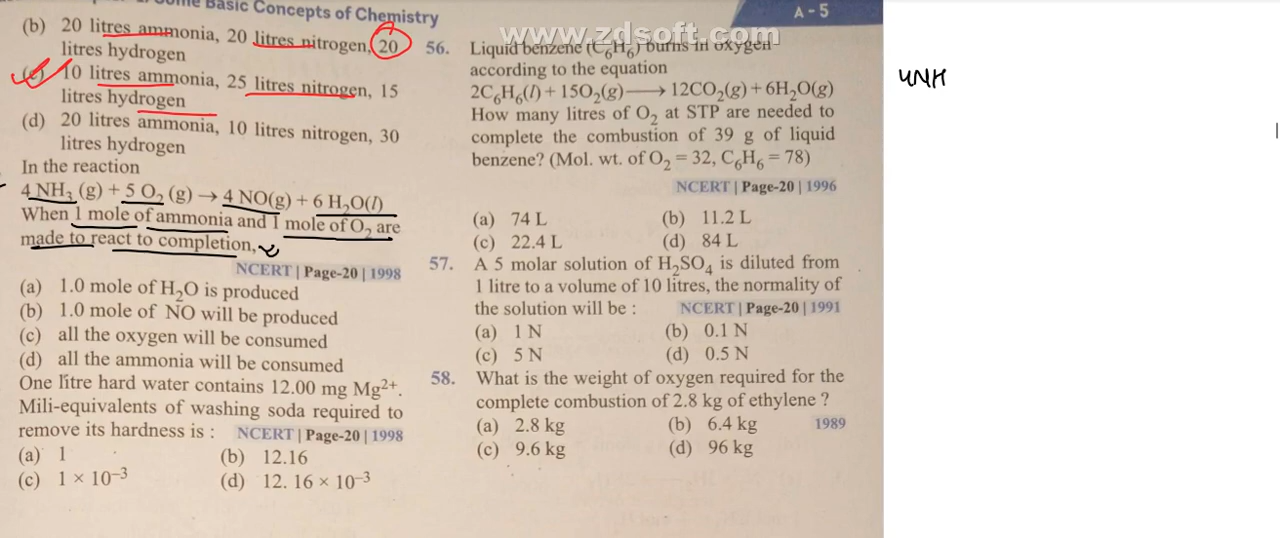 Some Basic Concepts of Chemistry
A - 5
www.zdsoft.com
(b) 20 litres ammonia, 20 litres nitrogen, 20
litres hydrogen
(c) 10 litres ammonia, 25 litres nitrogen, 15
litres hydrogen
(d) 20 litres ammonia, 10 litres nitrogen, 30
litres hydrogen
In the reaction
4 NH₃ (g) + 5 O₂ (g) → 4 NO(g) + 6 H₂O(l)
When 1 mole of ammonia and 1 mole of O₂ are
made to react to completion,
NCERT | Page-20 | 1998
(a) 1.0 mole of H₂O is produced
(b) 1.0 mole of NO will be produced
(c) all the oxygen will be consumed
(d) all the ammonia will be consumed
One litre hard water contains 12.00 mg Mg²⁺.
Mili-equivalents of washing soda required to
remove its hardness is : NCERT | Page-20 | 1998
(a) 1 (b) 12.16
(c) 1 × 10⁻³ (d) 12. 16 × 10⁻³
56. Liquid benzene (C₆H₆) burns in oxygen
according to the equation
2C₆H₆(l) + 15O₂(g) ⟶ 12CO₂(g) + 6H₂O(g)
How many litres of O₂ at STP are needed to
complete the combustion of 39 g of liquid
benzene? (Mol. wt. of O₂ = 32, C₆H₆ = 78)
NCERT | Page-20 | 1996
(a) 74 L (b) 11.2 L
(c) 22.4 L (d) 84 L
57. A 5 molar solution of H₂SO₄ is diluted from
1 litre to a volume of 10 litres, the normality of
the solution will be : NCERT | Page-20 | 1991
(a) 1 N (b) 0.1 N
(c) 5 N (d) 0.5 N
58. What is the weight of oxygen required for the
complete combustion of 2.8 kg of ethylene ?
(a) 2.8 kg (b) 6.4 kg 1989
(c) 9.6 kg (d) 96 kg
4NH